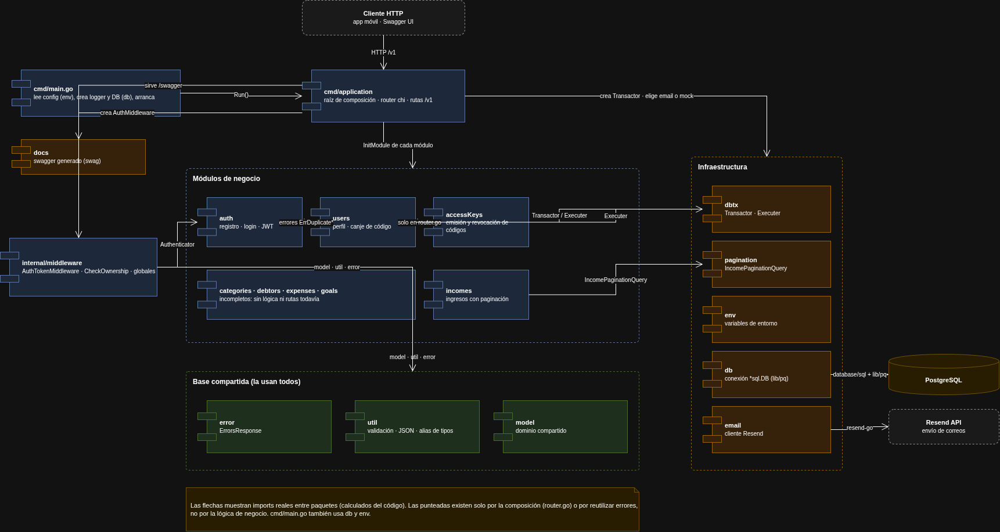 Cliente HTTP
app móvil · Swagger UI
HTTP /v1
cmd/main.go
lee config (env), crea logger y DB (db), arranca
sirve /swagger
Run()
crea AuthMiddleware
cmd/application
raíz de composición · router chi · rutas /v1
crea Transactor · elige email o mock
docs
swagger generado (swag)
InitModule de cada módulo
Módulos de negocio
auth
registro · login · JWT
errores ErrDuplicate*
users
perfil · canje de código
solo en router.go
accessKeys
emisión y revocación de
códigos
Transactor / Executer
Executer
Authenticator
internal/middleware
AuthTokenMiddleware · CheckOwnership · globales
model · util · error
categories · debtors · expenses · goals
incompletos: sin lógica ni rutas todavía
incomes
ingresos con paginación
IncomePaginationQuery
model · util · error
Base compartida (la usan todos)
error
ErrorsResponse
util
validación · JSON · alias de tipos
model
dominio compartido
Infraestructura
dbtx
Transactor · Executer
pagination
IncomePaginationQuery
env
variables de entorno
db
conexión *sql.DB (lib/pq)
database/sql + lib/pq
PostgreSQL
email
cliente Resend
resend-go
Resend API
envío de correos
Las flechas muestran imports reales entre paquetes (calculados del código). Las punteadas existen solo por la composición (router.go) o por reutilizar errores,
no por la lógica de negocio. cmd/main.go también usa db y env.